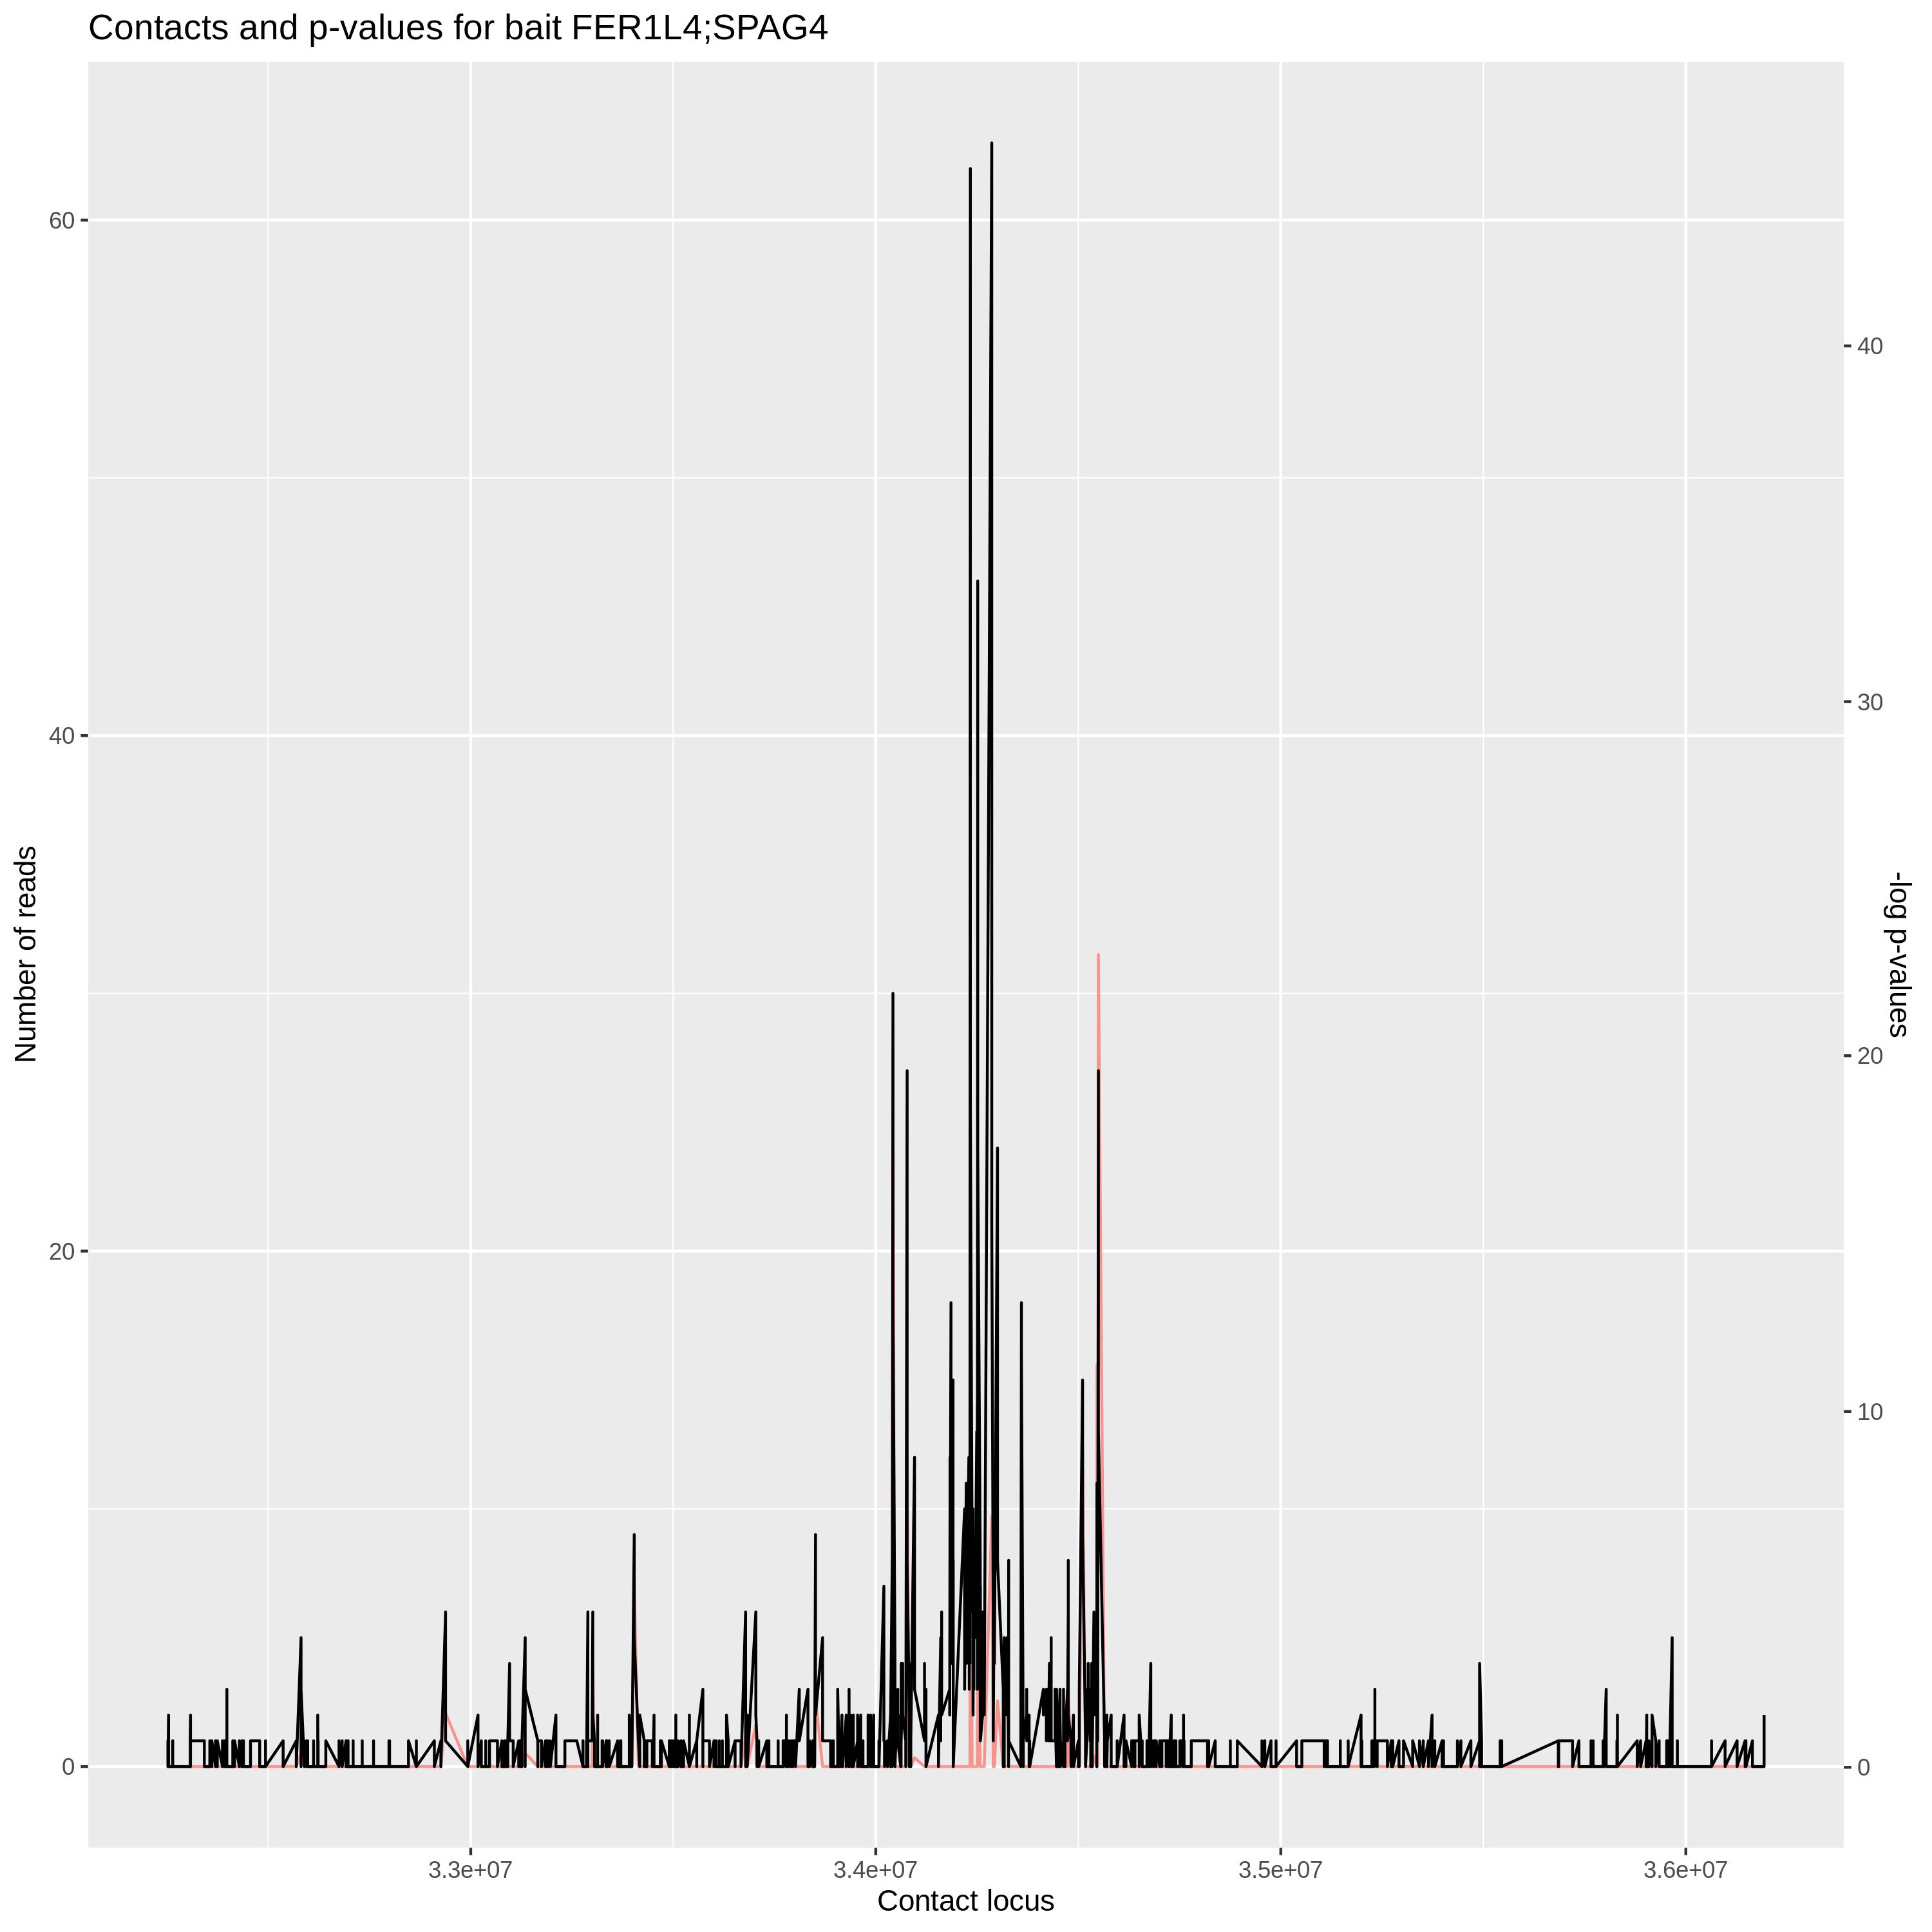 Contacts and p-values for bait FER1L4;SPAG4
60
40
20
0
Number of reads
40
30
20
10
0
-log p-values
3.3e+07 3.4e+07 3.5e+07 3.6e+07
Contact locus